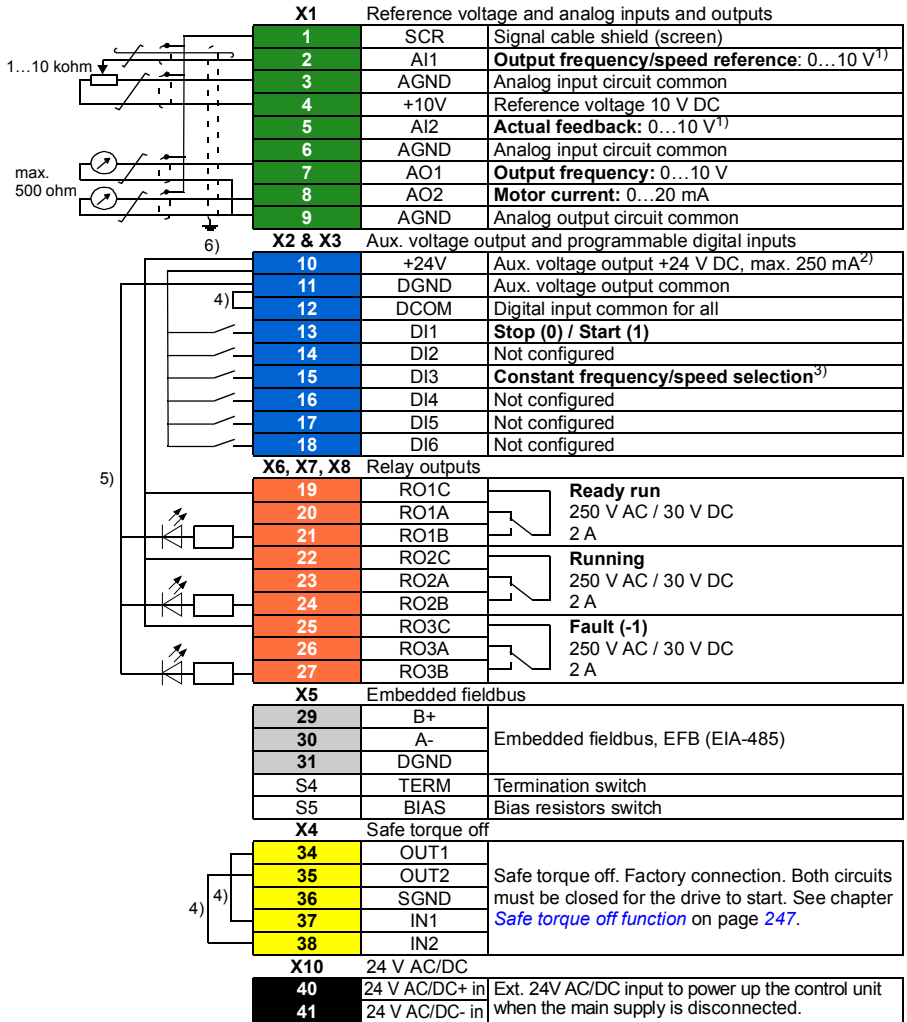 X1 Reference voltage and analog inputs and outputs
1 SCR Signal cable shield (screen)
2 AI1 Output frequency/speed reference: 0…10 V1)
1…10 kohm
3 AGND Analog input circuit common
4 +10V Reference voltage 10 V DC
5 AI2 Actual feedback: 0…10 V1)
6 AGND Analog input circuit common
max.
500 ohm
7 AO1 Output frequency: 0…10 V
8 AO2 Motor current: 0…20 mA
9 AGND Analog output circuit common
6)
X2 & X3 Aux. voltage output and programmable digital inputs
10 +24V Aux. voltage output +24 V DC, max. 250 mA2)
11 DGND Aux. voltage output common
4)
12 DCOM Digital input common for all
13 DI1 Stop (0) / Start (1)
14 DI2 Not configured
15 DI3 Constant frequency/speed selection3)
16 DI4 Not configured
17 DI5 Not configured
18 DI6 Not configured
5)
X6, X7, X8 Relay outputs
19 RO1C Ready run
20 RO1A 250 V AC / 30 V DC
21 RO1B 2 A
22 RO2C Running
23 RO2A 250 V AC / 30 V DC
24 RO2B 2 A
25 RO3C Fault (-1)
26 RO3A 250 V AC / 30 V DC
27 RO3B 2 A
X5 Embedded fieldbus
29 B+
30 A- Embedded fieldbus, EFB (EIA-485)
31 DGND
S4 TERM Termination switch
S5 BIAS Bias resistors switch
X4 Safe torque off
34 OUT1
35 OUT2 Safe torque off. Factory connection. Both circuits
36 SGND must be closed for the drive to start. See chapter
4) 4)
37 IN1 Safe torque off function on page 247.
38 IN2
X10 24 V AC/DC
40 24 V AC/DC+ in Ext. 24V AC/DC input to power up the control unit
41 24 V AC/DC- in when the main supply is disconnected.